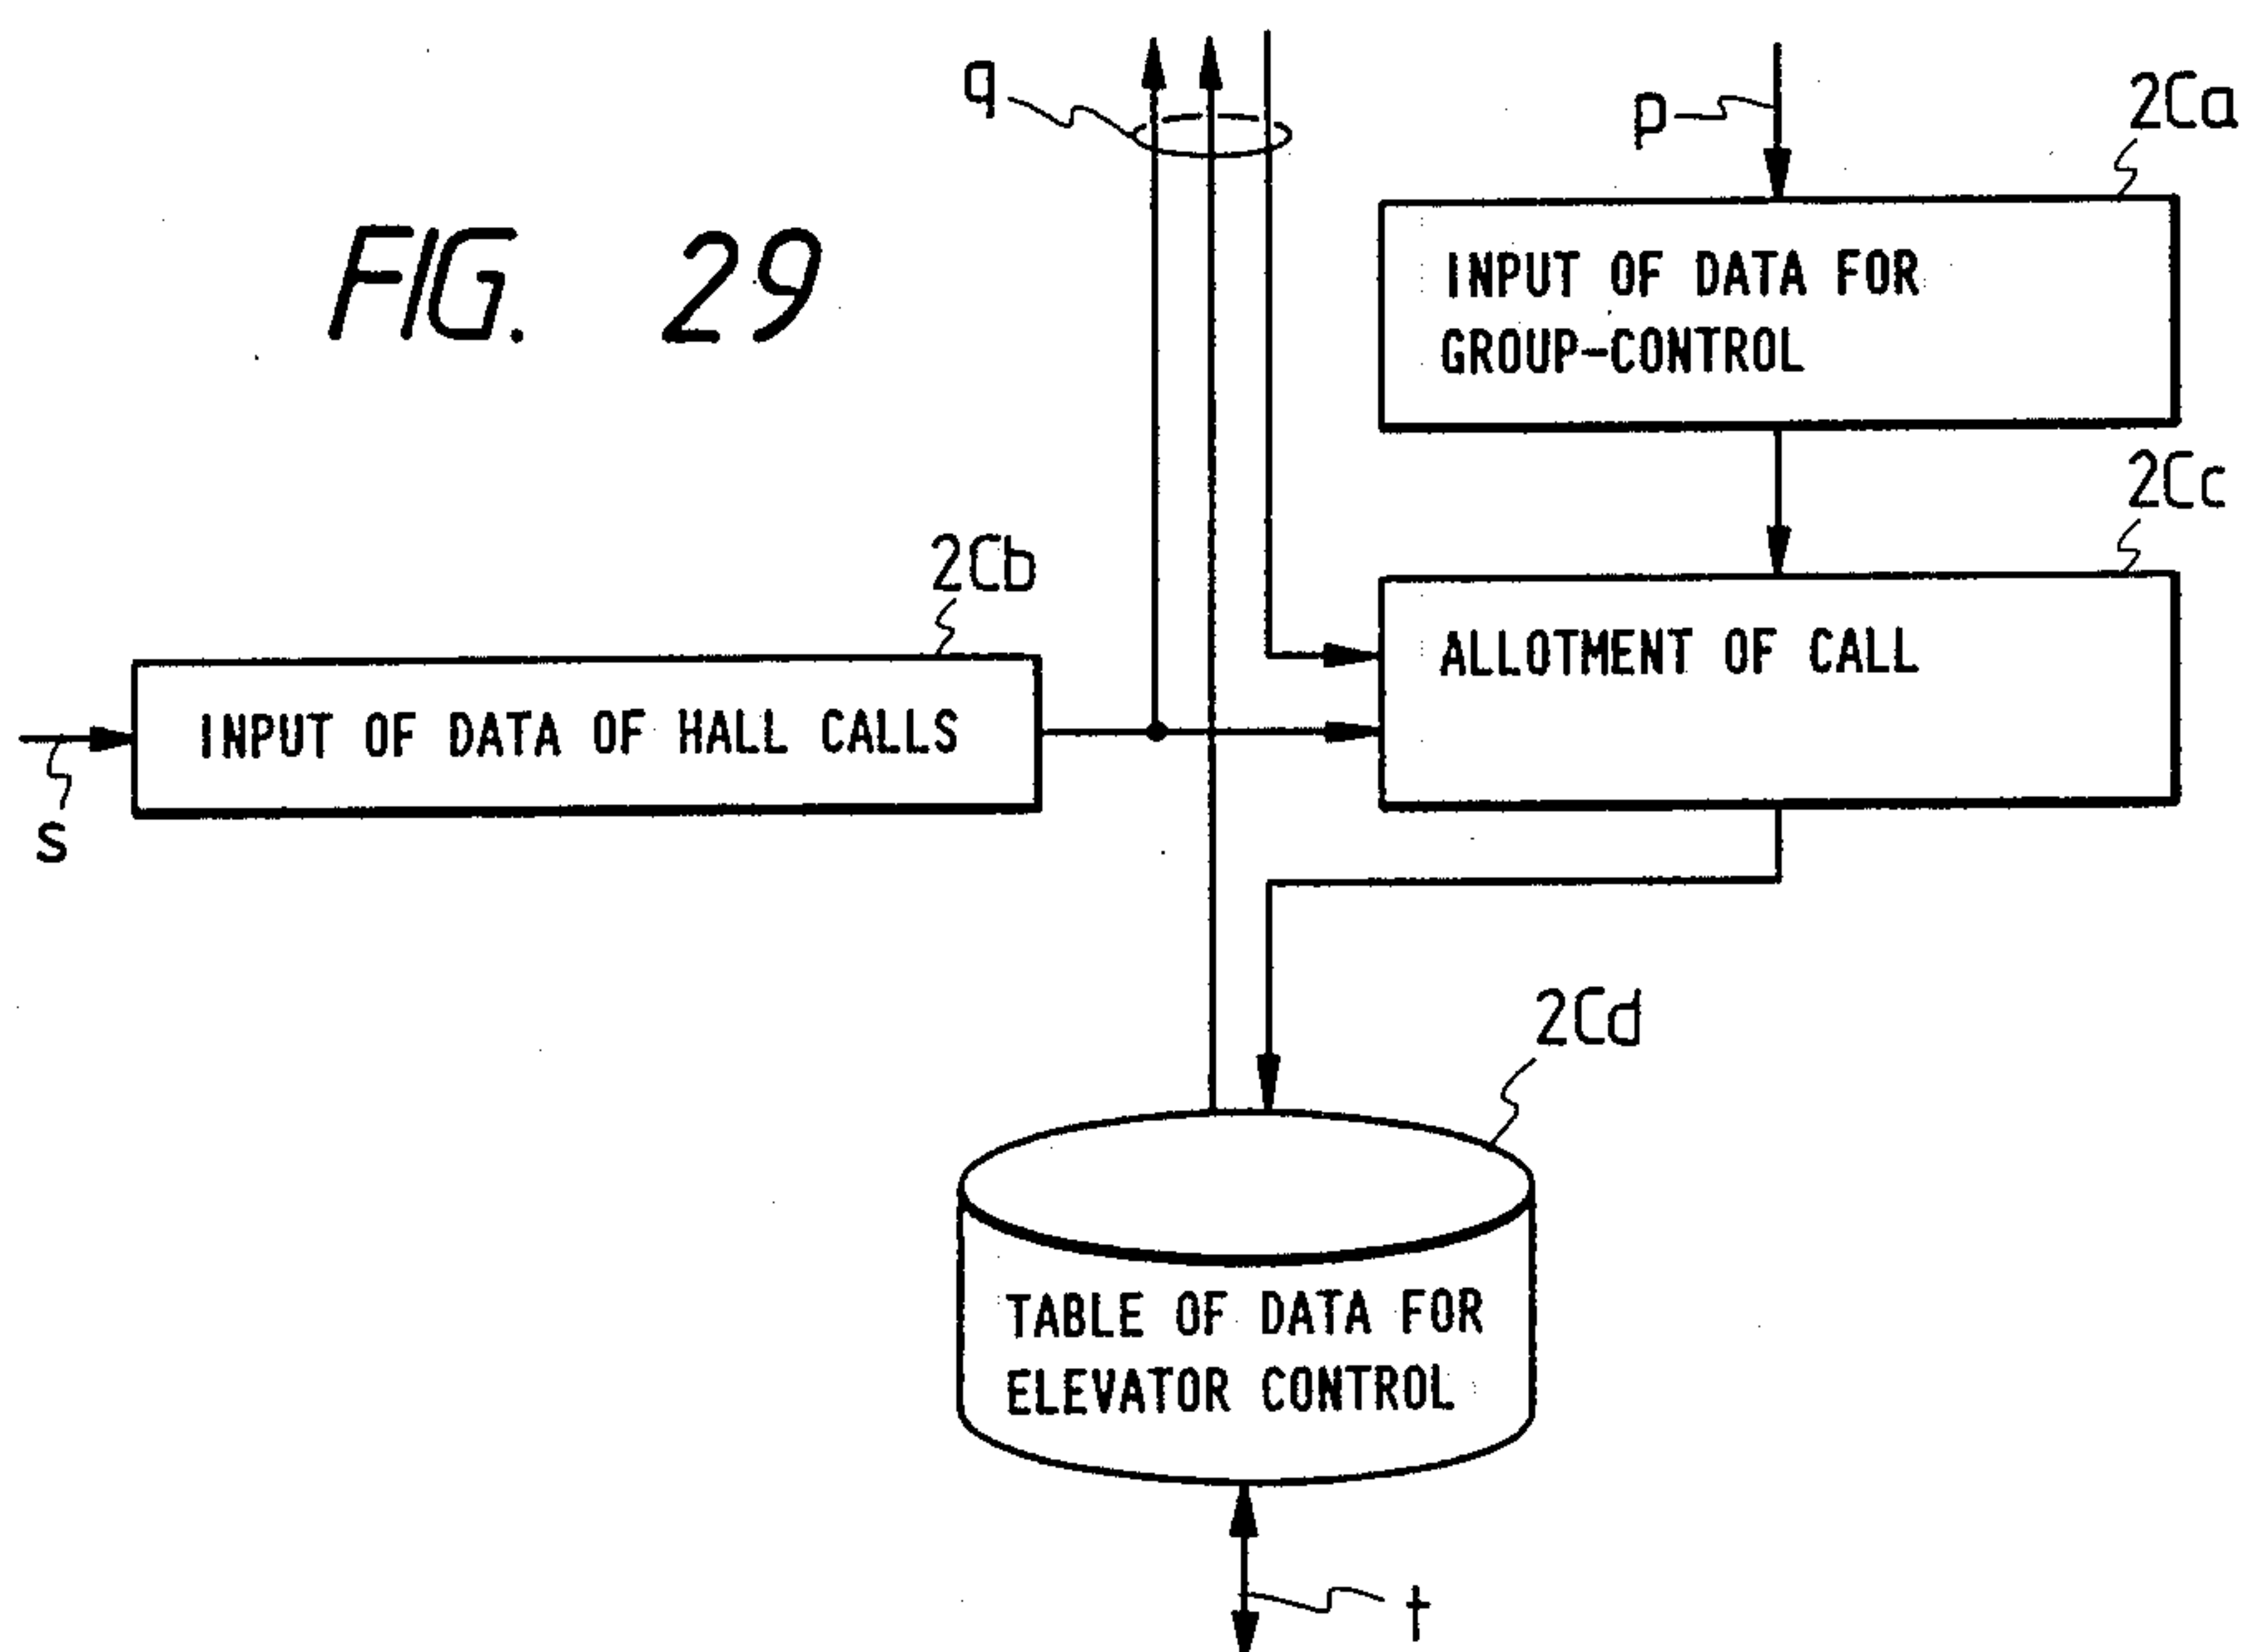 FIG. 29
q
p
2Ca
INPUT OF DATA FOR
GROUP-CONTROL
2Cc
2Cb
ALLOTMENT OF CALL
INPUT OF DATA OF HALL CALLS
s
2Cd
TABLE OF DATA FOR
ELEVATOR CONTROL
t